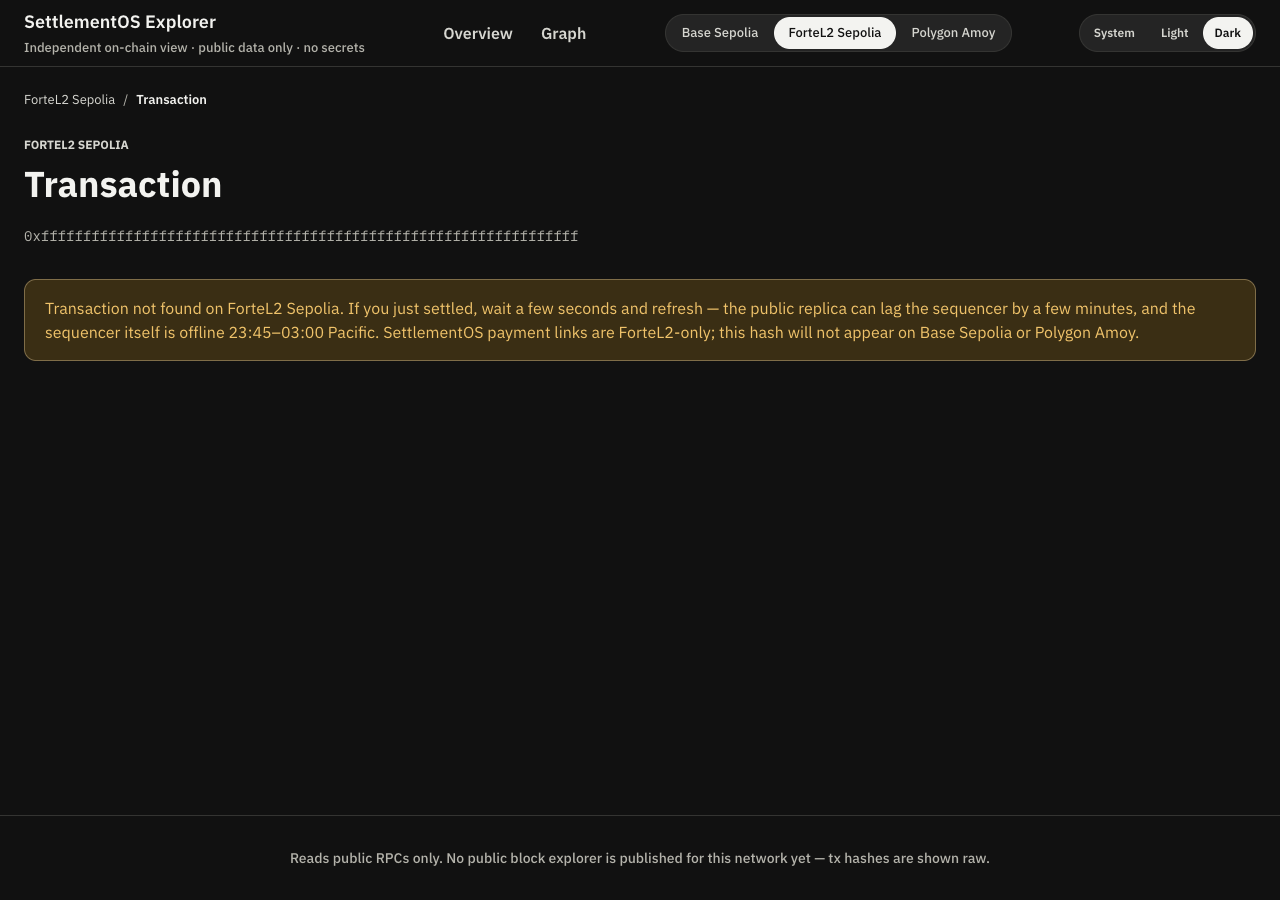 SettlementOS Explorer
Independent on-chain view · public data only · no secrets
Overview
Graph
Base Sepolia
ForteL2 Sepolia
Polygon Amoy
System
Light
Dark
ForteL2 Sepolia / Transaction
FORTEL2 SEPOLIA
Transaction
0xffffffffffffffffffffffffffffffffffffffffffffffffffffffffffffffff
Transaction not found on ForteL2 Sepolia. If you just settled, wait a few seconds and refresh — the public replica can lag the sequencer by a few minutes, and the
sequencer itself is offline 23:45–03:00 Pacific. SettlementOS payment links are ForteL2-only; this hash will not appear on Base Sepolia or Polygon Amoy.
Reads public RPCs only. No public block explorer is published for this network yet — tx hashes are shown raw.